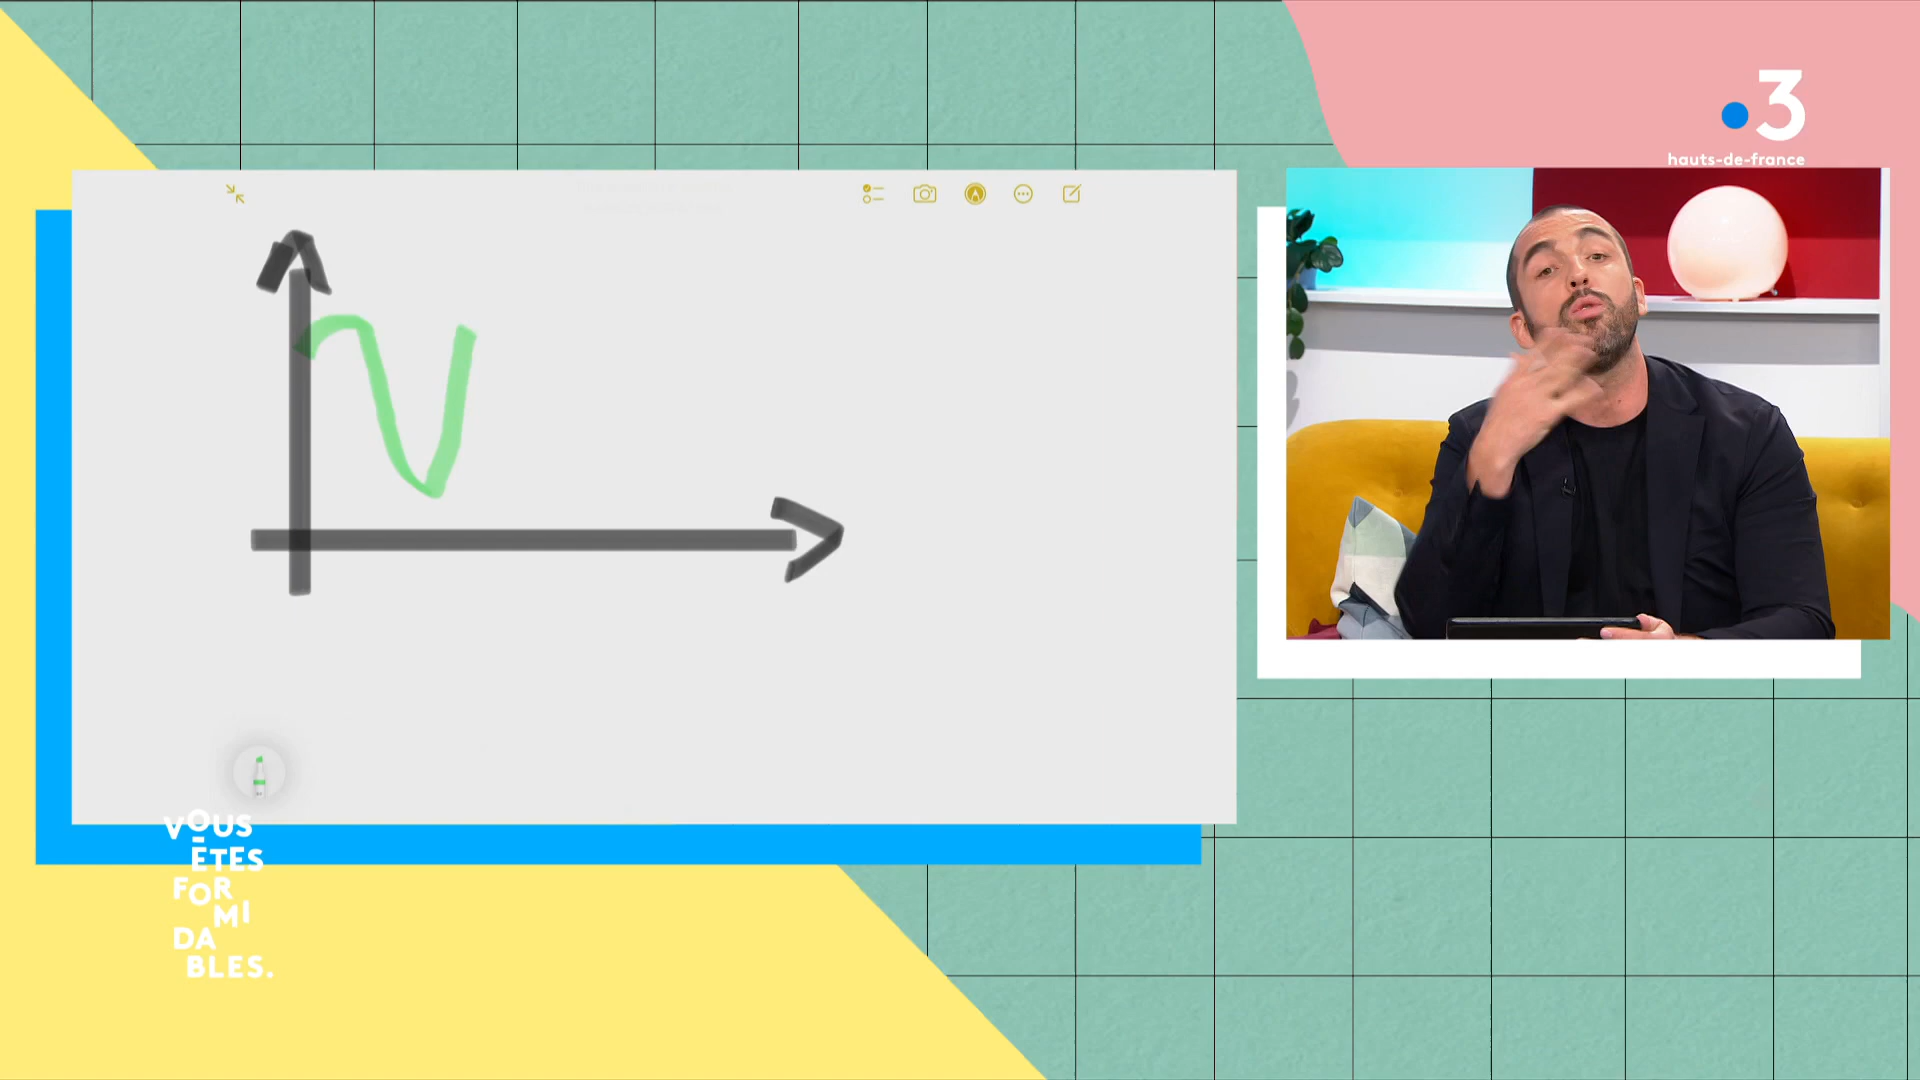 3
hauts-de-france
VOUS
ÊTES
FOR
MI
DA
BLES.